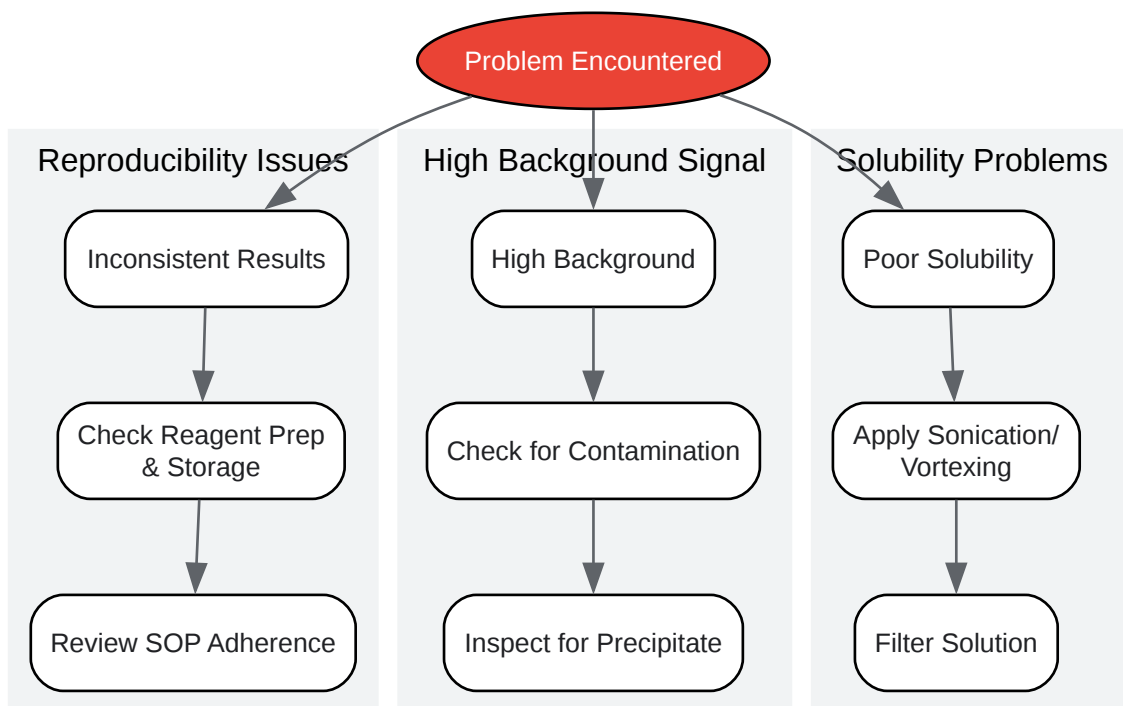 Problem Encountered
Reproducibility Issues
Inconsistent Results
Check Reagent Prep
& Storage
Review SOP Adherence
High Background Signal
High Background
Check for Contamination
Inspect for Precipitate
Solubility Problems
Poor Solubility
Apply Sonication/
Vortexing
Filter Solution